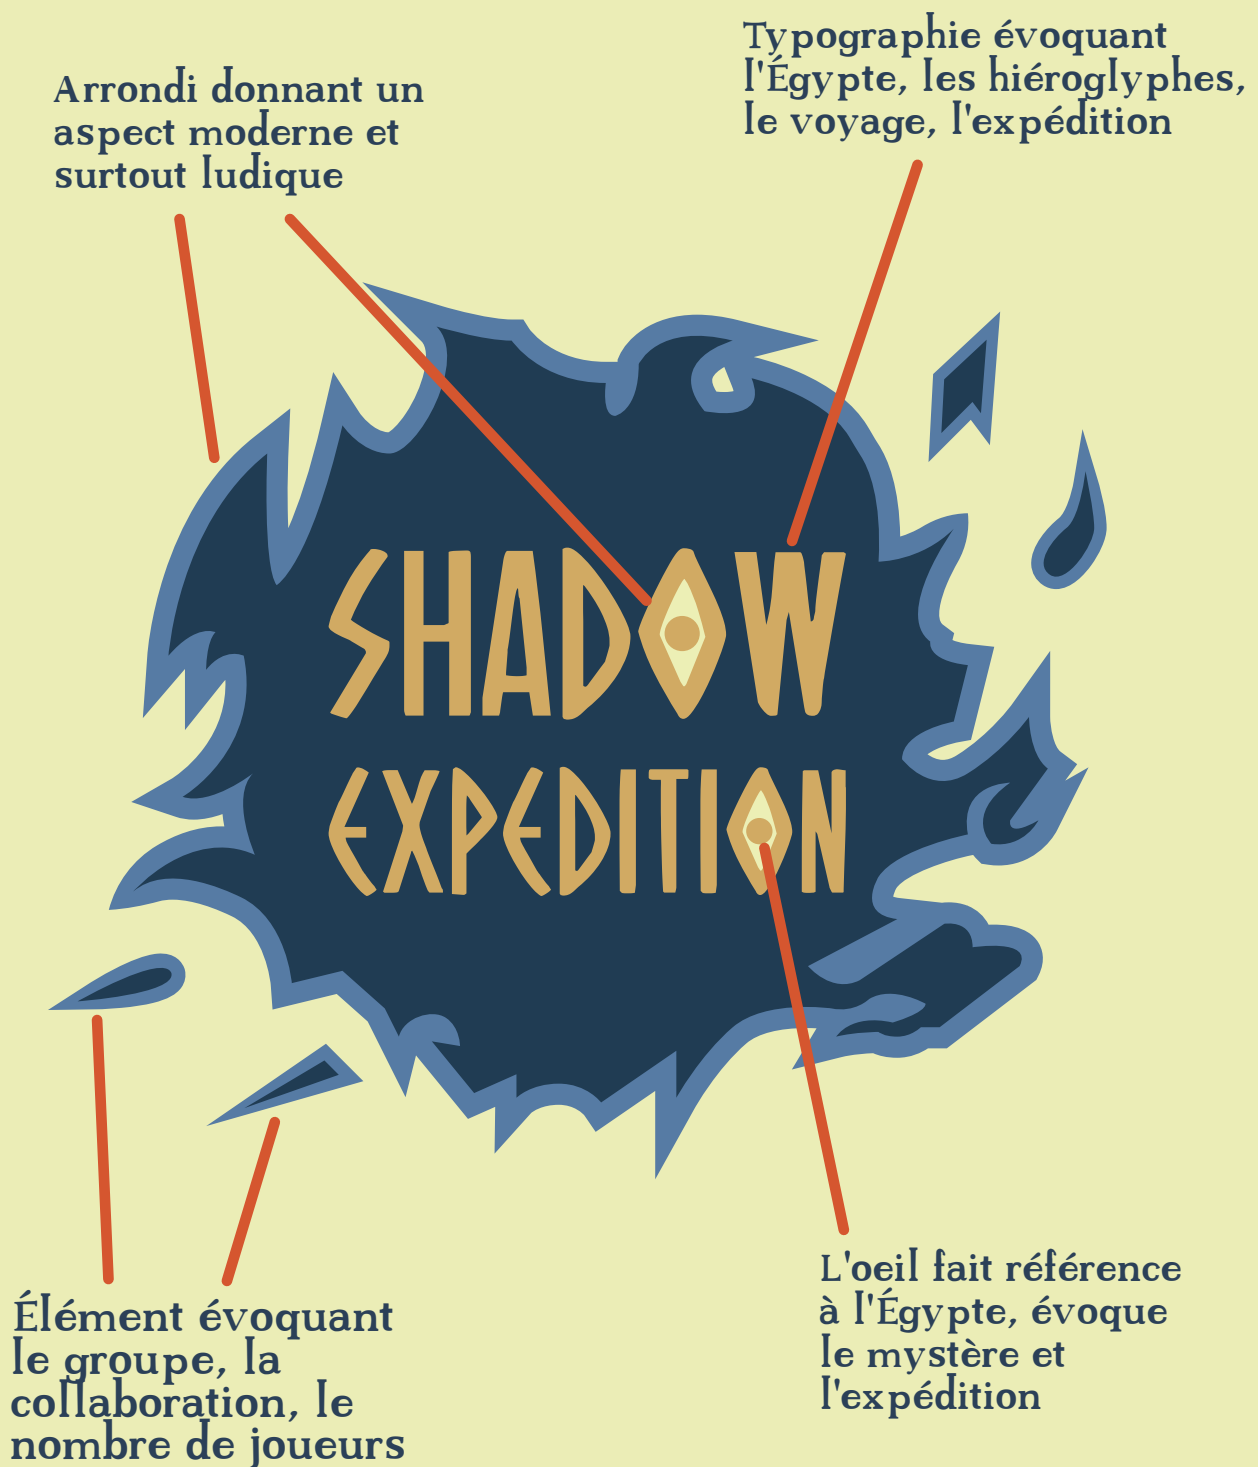 Arrondi donnant un
aspect moderne et
surtout ludique
Typographie évoquant
l'Égypte, les hiéroglyphes,
le voyage, l'expédition
SHADOW
EXPEDITION
Élément évoquant
le groupe, la
collaboration, le
nombre de joueurs
L'oeil fait référence
à l'Égypte, évoque
le mystère et
l'expédition